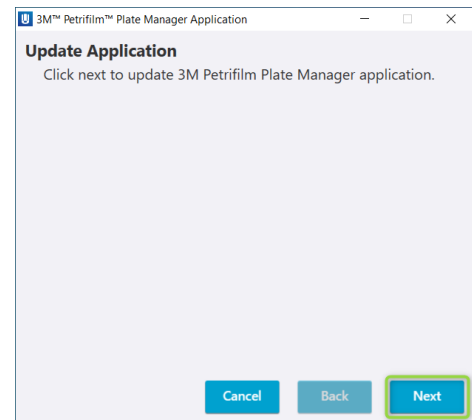 3M™ Petrifilm™ Plate Manager Application
Update Application
Click next to update 3M Petrifilm Plate Manager application.
Cancel Back Next